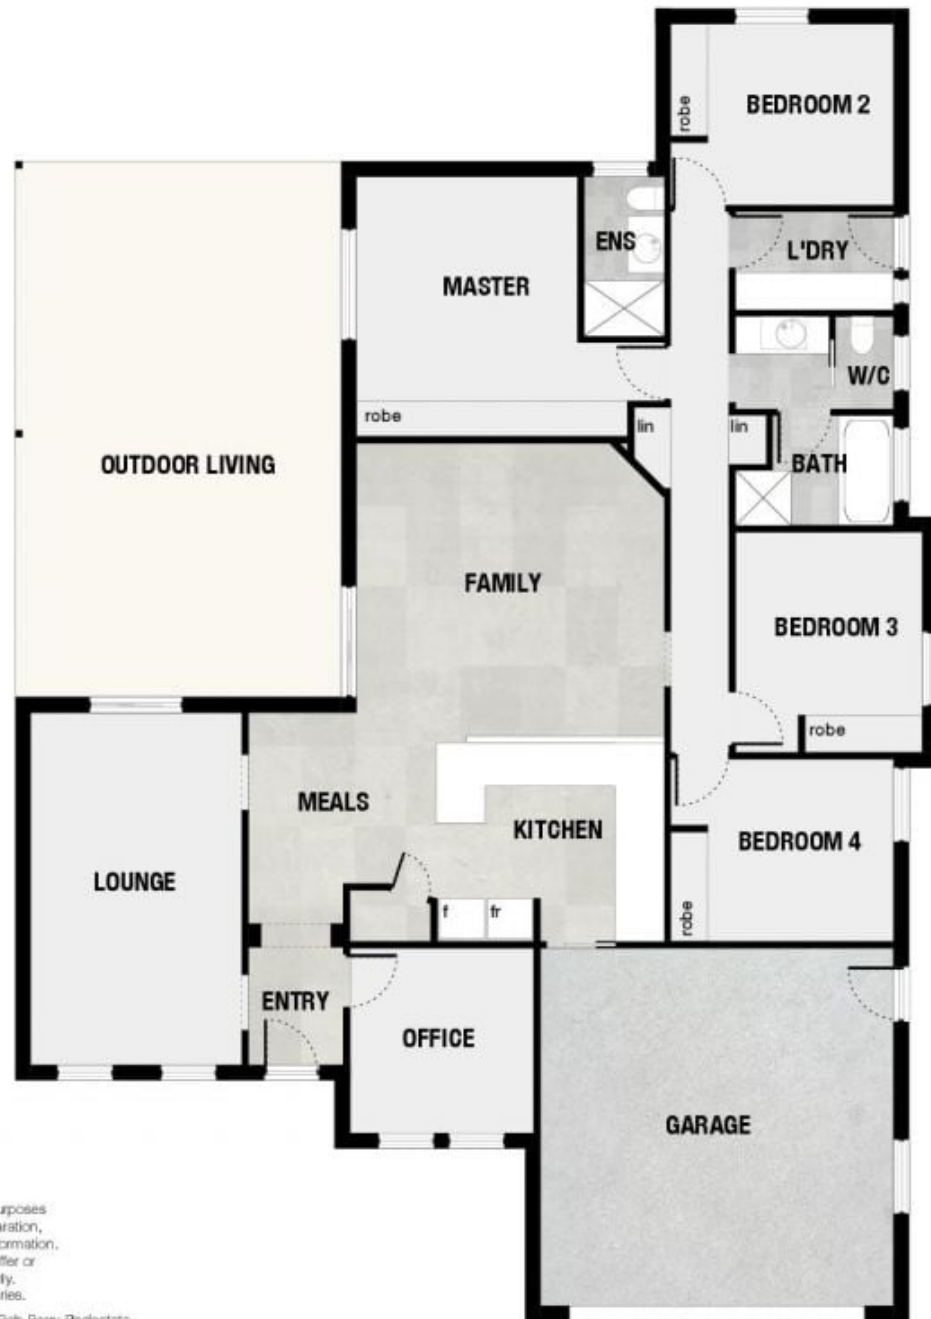 BEDROOM 2
robe
ENS
L'DRY
MASTER
W/C
robe
lin
lin
OUTDOOR LIVING
BATH
FAMILY
BEDROOM 3
robe
MEALS
KITCHEN
BEDROOM 4
LOUNGE
robe
f
fr
ENTRY
OFFICE
GARAGE